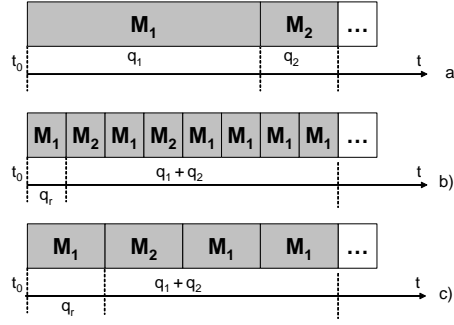 M1 M2 ...
t0 q1 q2 t a
M1 M2 M1 M2 M1 M1 M1 M1 ...
t0 q1 + q2 t b)
qr
M1 M2 M1 M1 ...
t0 q1 + q2 t
qr c)